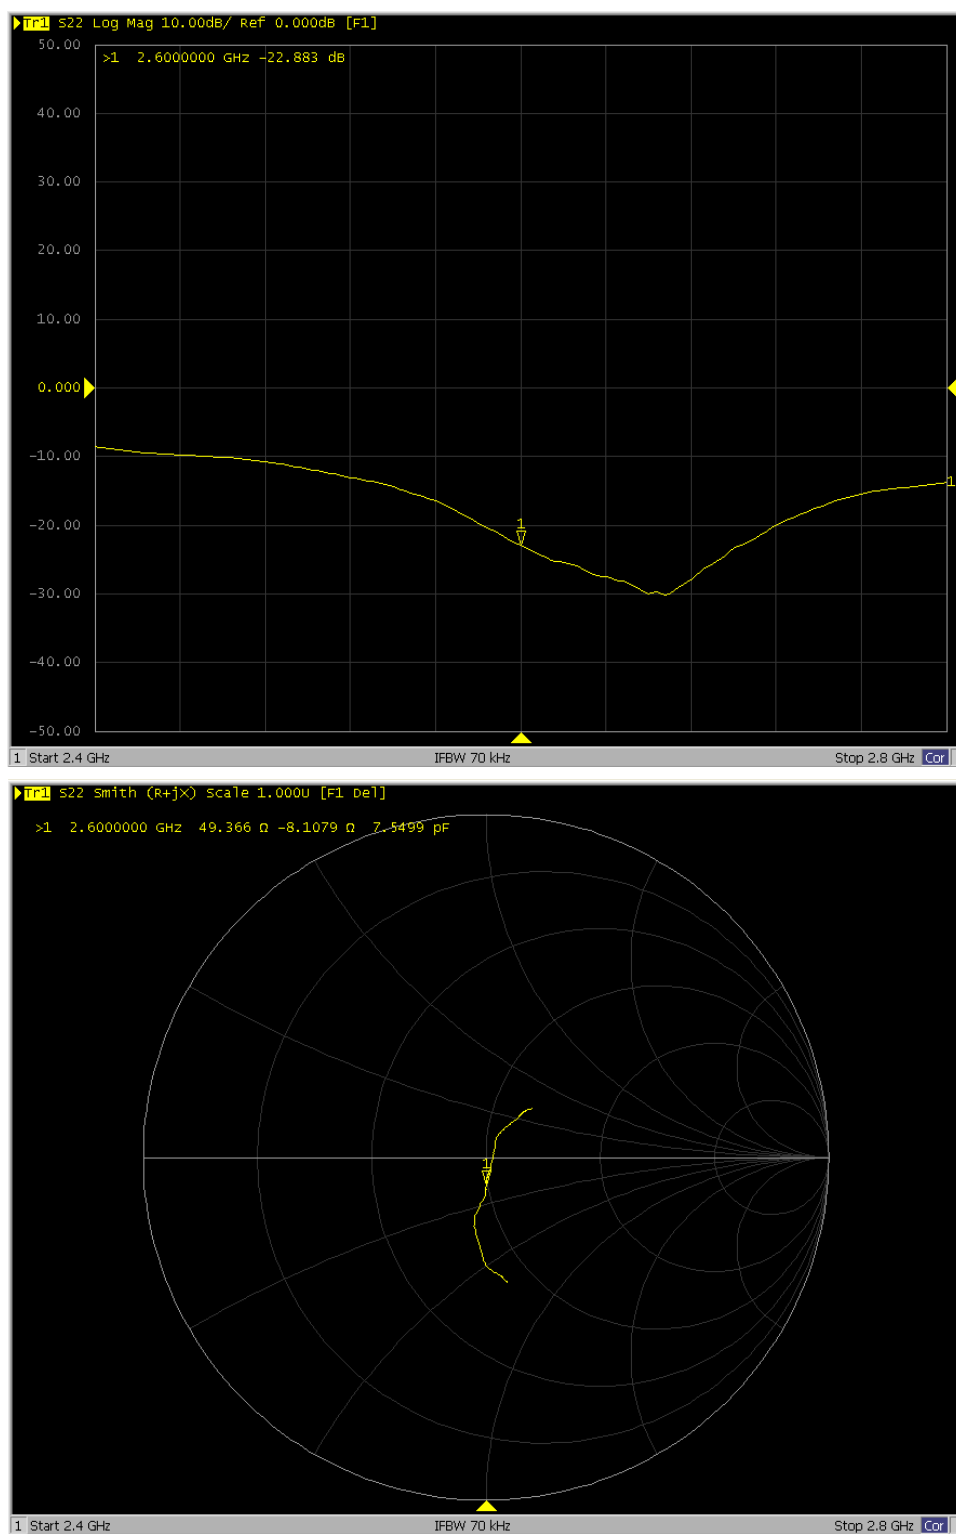 Tr1 S22 Log Mag 10.00dB/ Ref 0.000dB [F1]
50.00
>1 2.6000000 GHz -22.883 dB
40.00
30.00
20.00
10.00
0.000
-10.00
1
1
-20.00
-30.00
-40.00
-50.00
1 Start 2.4 GHz IFBW 70 kHz Stop 2.8 GHz Cor
Tr1 S22 Smith (R+jX) Scale 1.000U [F1 Del]
>1 2.6000000 GHz 49.366 Ω -8.1079 Ω 7.5499 pF
1
1 Start 2.4 GHz IFBW 70 kHz Stop 2.8 GHz Cor